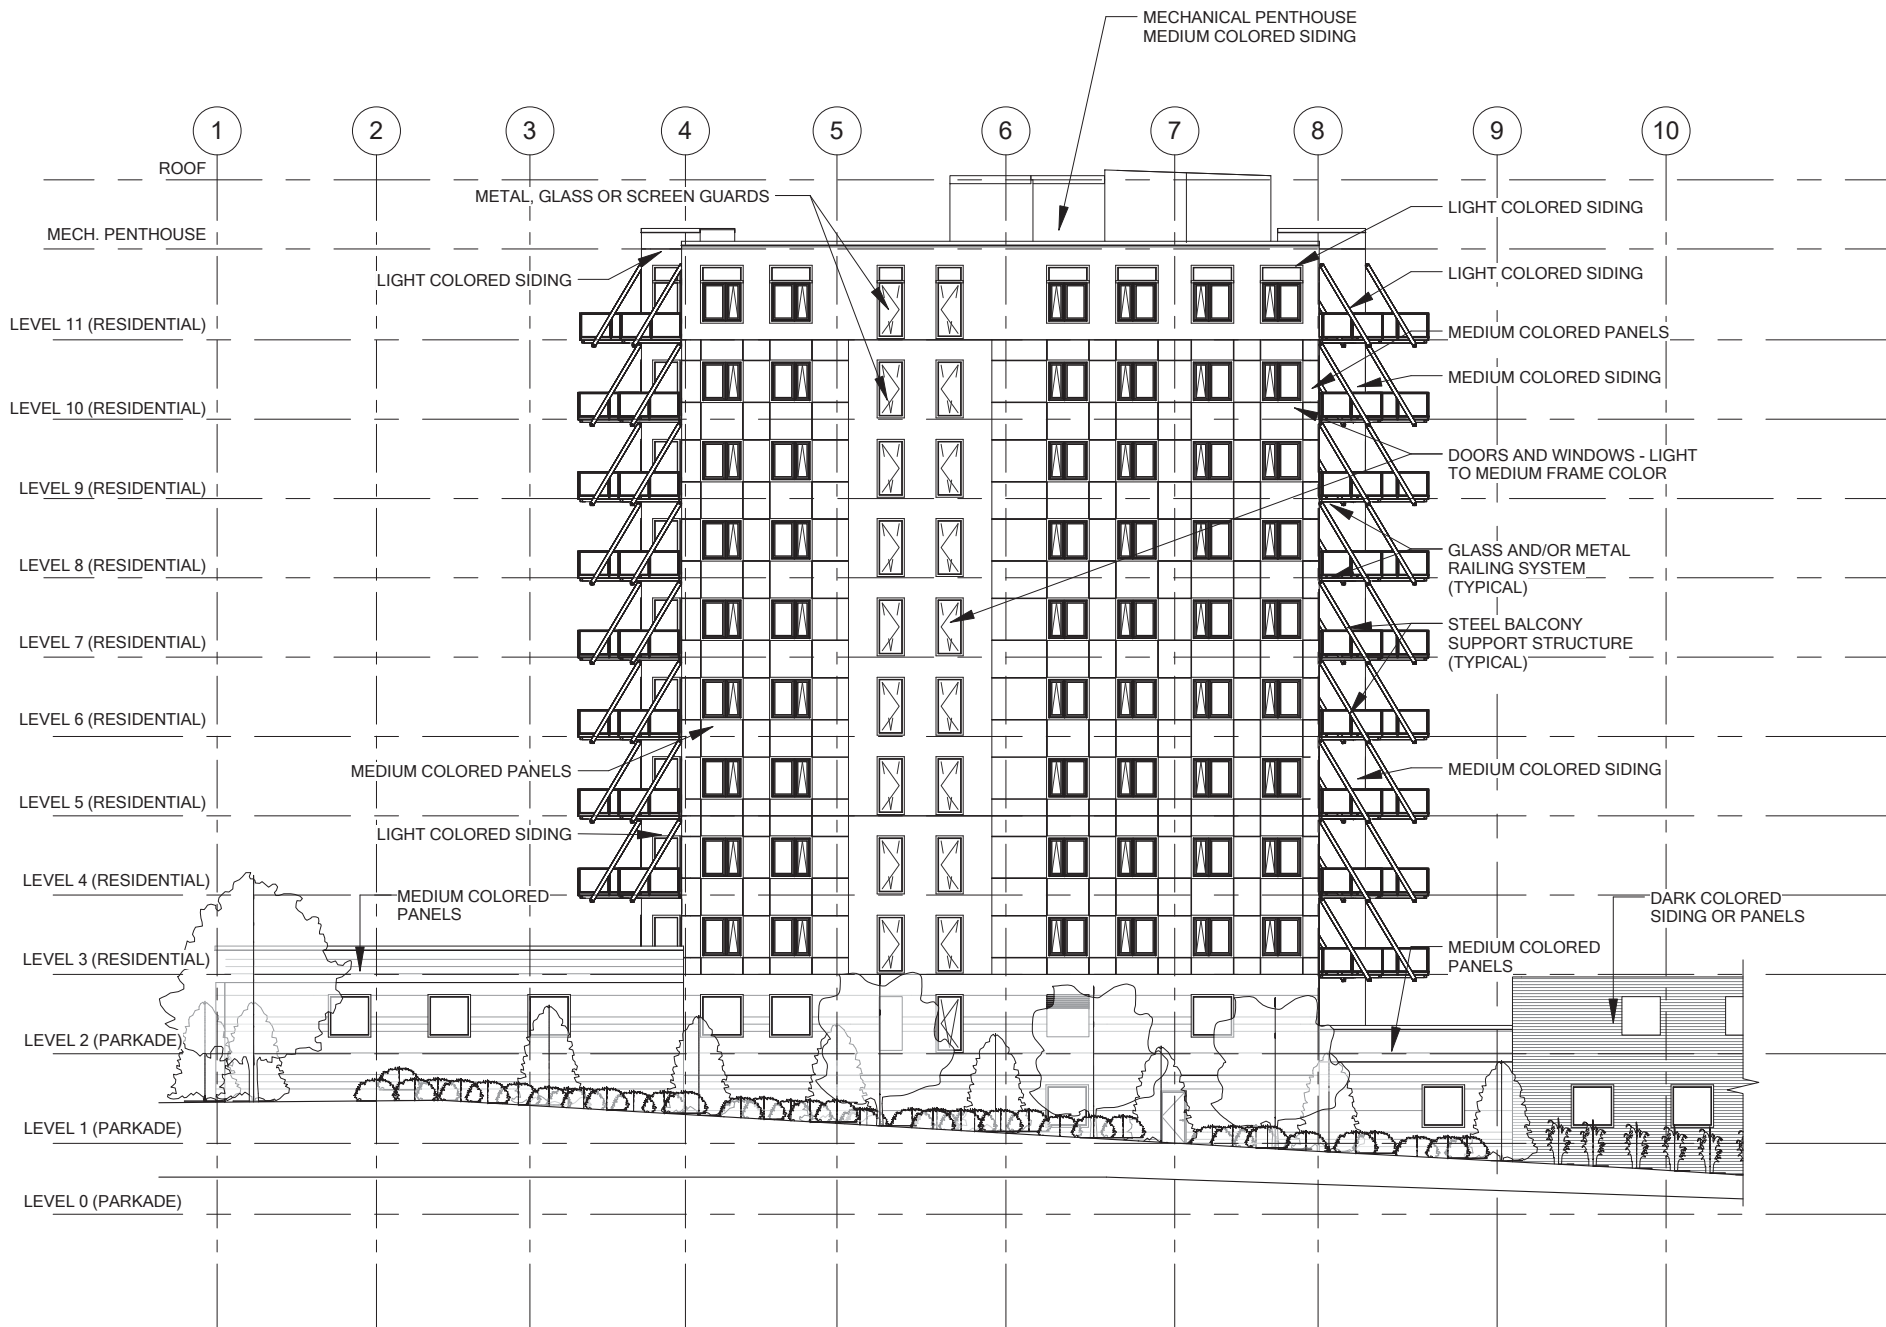 MECHANICAL PENTHOUSE
MEDIUM COLORED SIDING
1
2
3
4
5
6
7
8
9
10
ROOF
METAL, GLASS OR SCREEN GUARDS
LIGHT COLORED SIDING
MECH. PENTHOUSE
LIGHT COLORED SIDING
LIGHT COLORED SIDING
LEVEL 11 (RESIDENTIAL)
MEDIUM COLORED PANELS
MEDIUM COLORED SIDING
LEVEL 10 (RESIDENTIAL)
DOORS AND WINDOWS - LIGHT
TO MEDIUM FRAME COLOR
LEVEL 9 (RESIDENTIAL)
GLASS AND/OR METAL
RAILING SYSTEM
(TYPICAL)
LEVEL 8 (RESIDENTIAL)
STEEL BALCONY
SUPPORT STRUCTURE
(TYPICAL)
LEVEL 7 (RESIDENTIAL)
LEVEL 6 (RESIDENTIAL)
MEDIUM COLORED PANELS
MEDIUM COLORED SIDING
LEVEL 5 (RESIDENTIAL)
LIGHT COLORED SIDING
LEVEL 4 (RESIDENTIAL)
MEDIUM COLORED
PANELS
DARK COLORED
SIDING OR PANELS
MEDIUM COLORED
PANELS
LEVEL 3 (RESIDENTIAL)
LEVEL 2 (PARKADE)
LEVEL 1 (PARKADE)
LEVEL 0 (PARKADE)